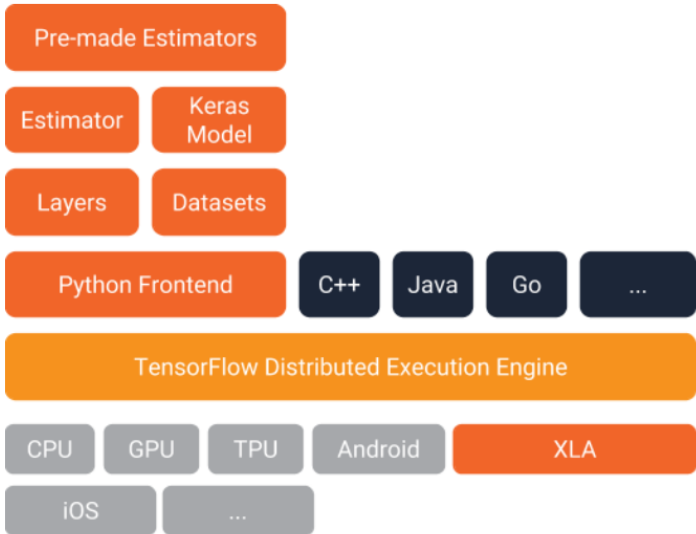 Pre-made Estimators
Estimator
Keras
Model
Layers
Datasets
Python Frontend
C++
Java
Go
...
TensorFlow Distributed Execution Engine
CPU
GPU
TPU
Android
XLA
iOS
...